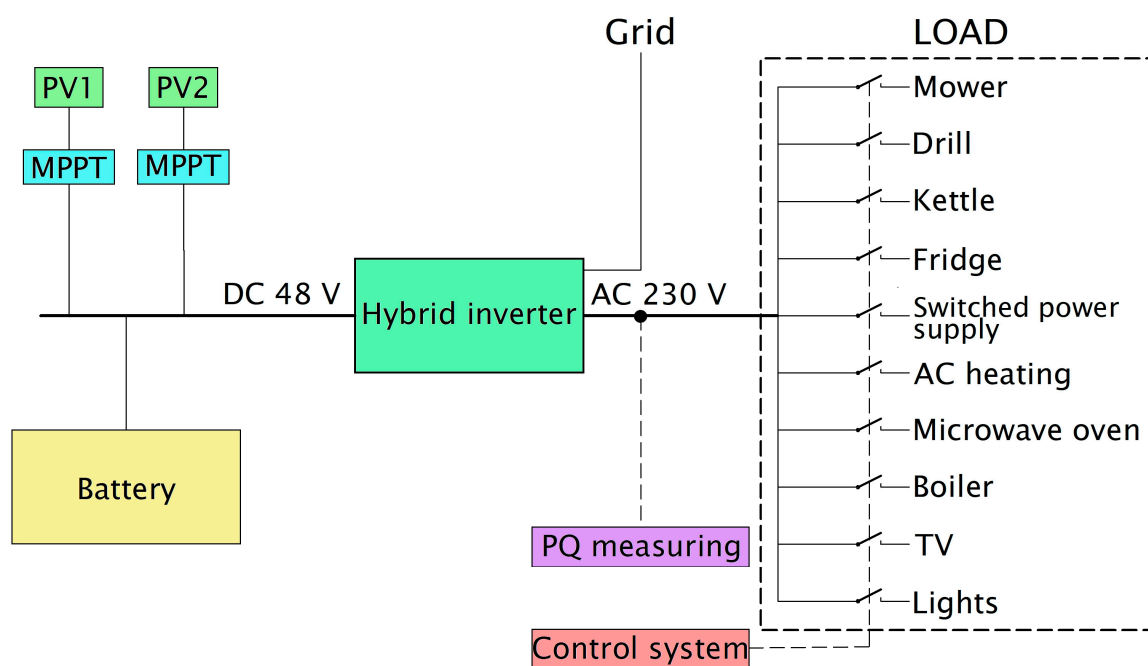 Grid
LOAD
PV1
PV2
MPPT
MPPT
DC 48 V
Hybrid inverter
AC 230 V
Battery
PQ measuring
Control system
Mower
Drill
Kettle
Fridge
Switched power
supply
AC heating
Microwave oven
Boiler
TV
Lights